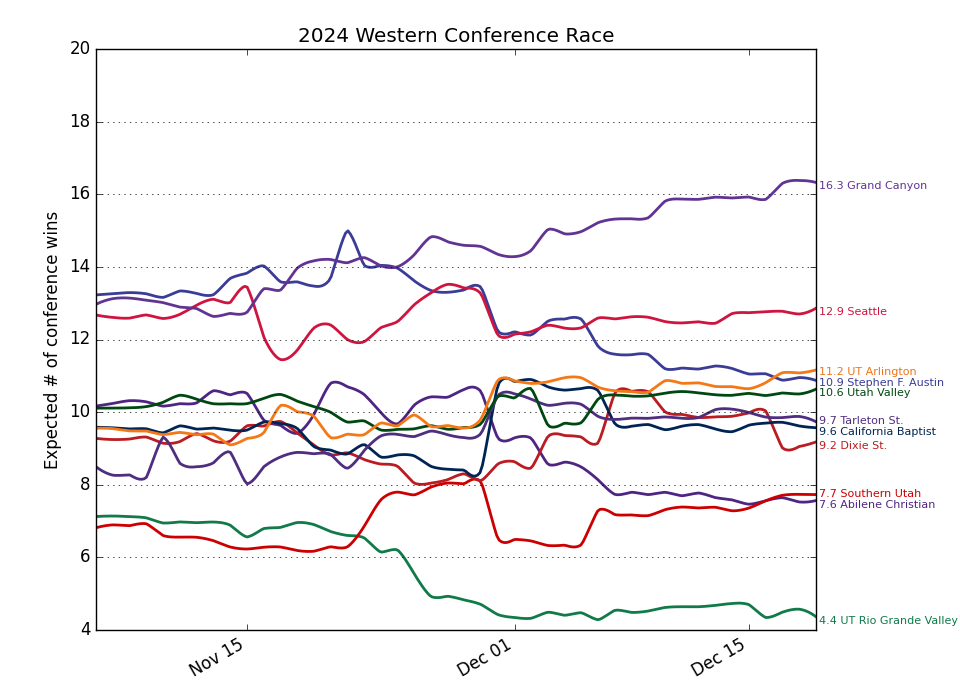 2024 Western Conference Race
Expected # of conference wins
20
18
16
14
12
10
8
6
4
Nov 15
Dec 01
Dec 15
16.3 Grand Canyon
12.9 Seattle
11.2 UT Arlington
10.9 Stephen F. Austin
10.6 Utah Valley
9.7 Tarleton St.
9.6 California Baptist
9.2 Dixie St.
7.7 Southern Utah
7.6 Abilene Christian
4.4 UT Rio Grande Valley